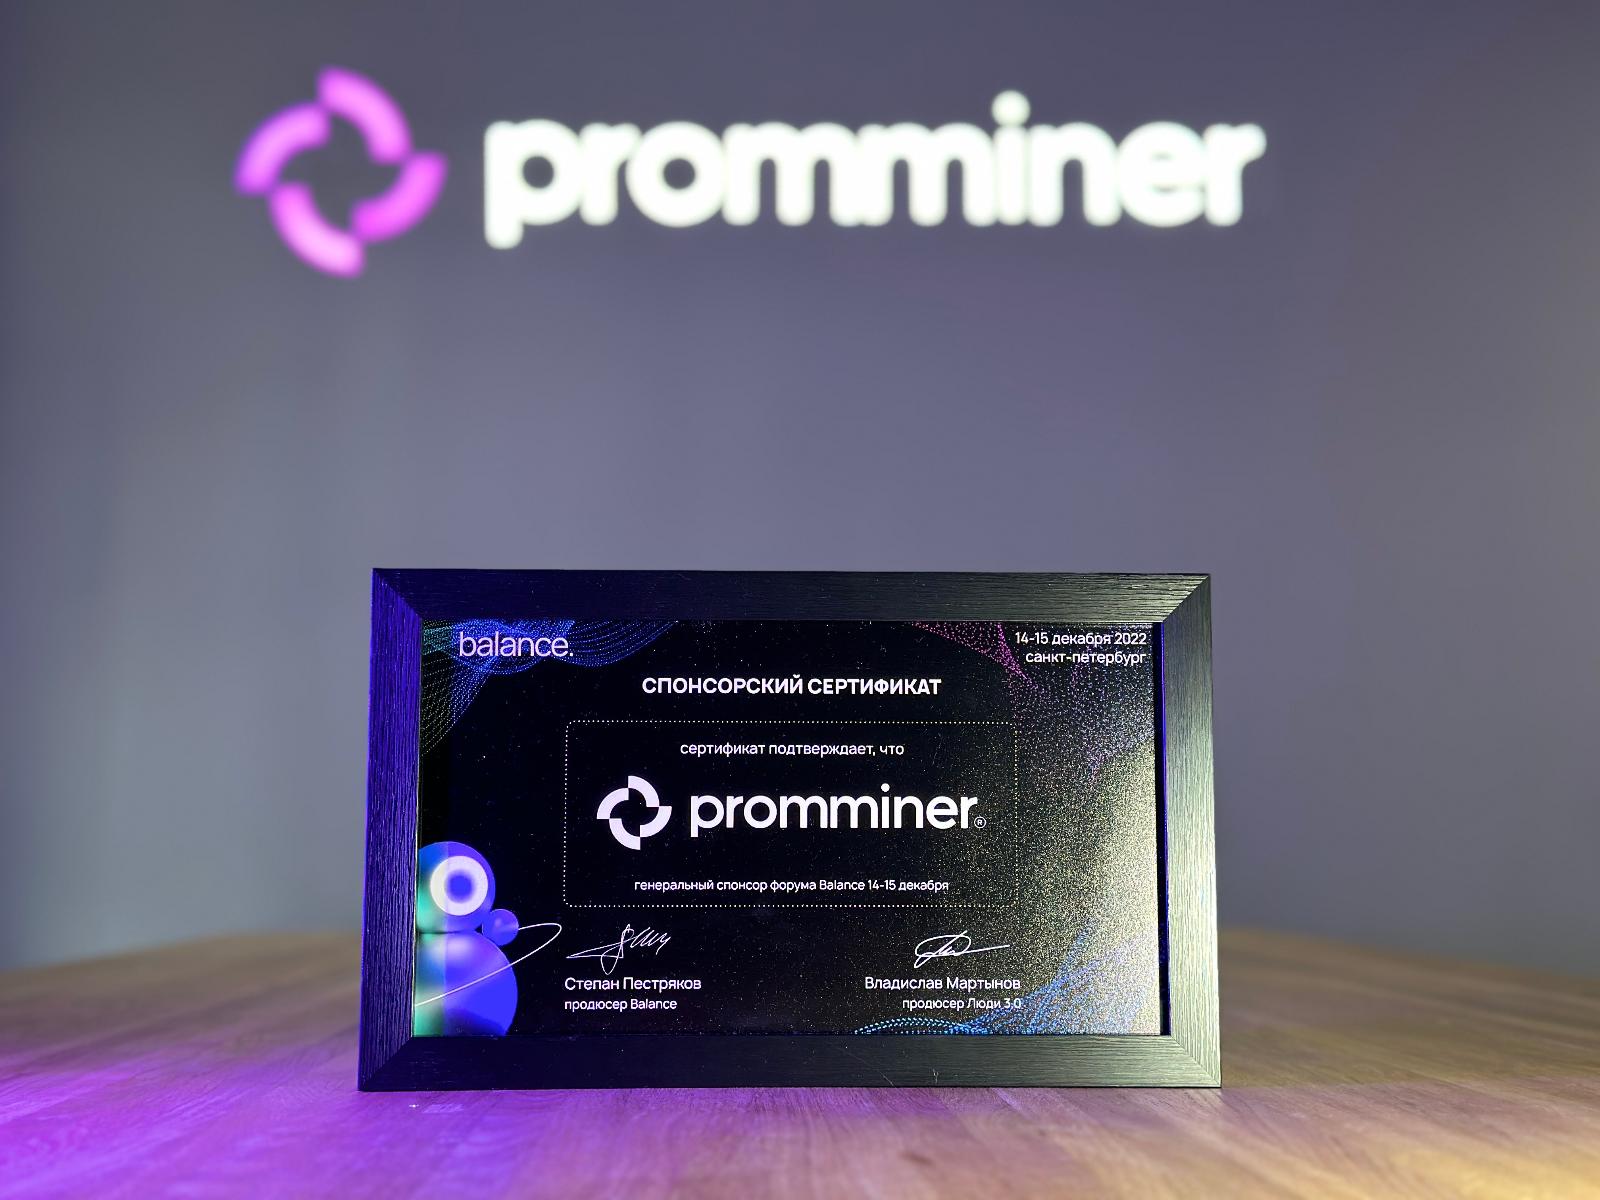 promminer
balance.
14-15 декабря 2022
санкт-петербург
СПОНСОРСКИЙ СЕРТИФИКАТ
сертификат подтверждает, что
promminer®
генеральный спонсор форума Balance 14-15 декабря
Степан Пестряков
продюсер Balance
Владислав Мартынов
продюсер Люди 3.0